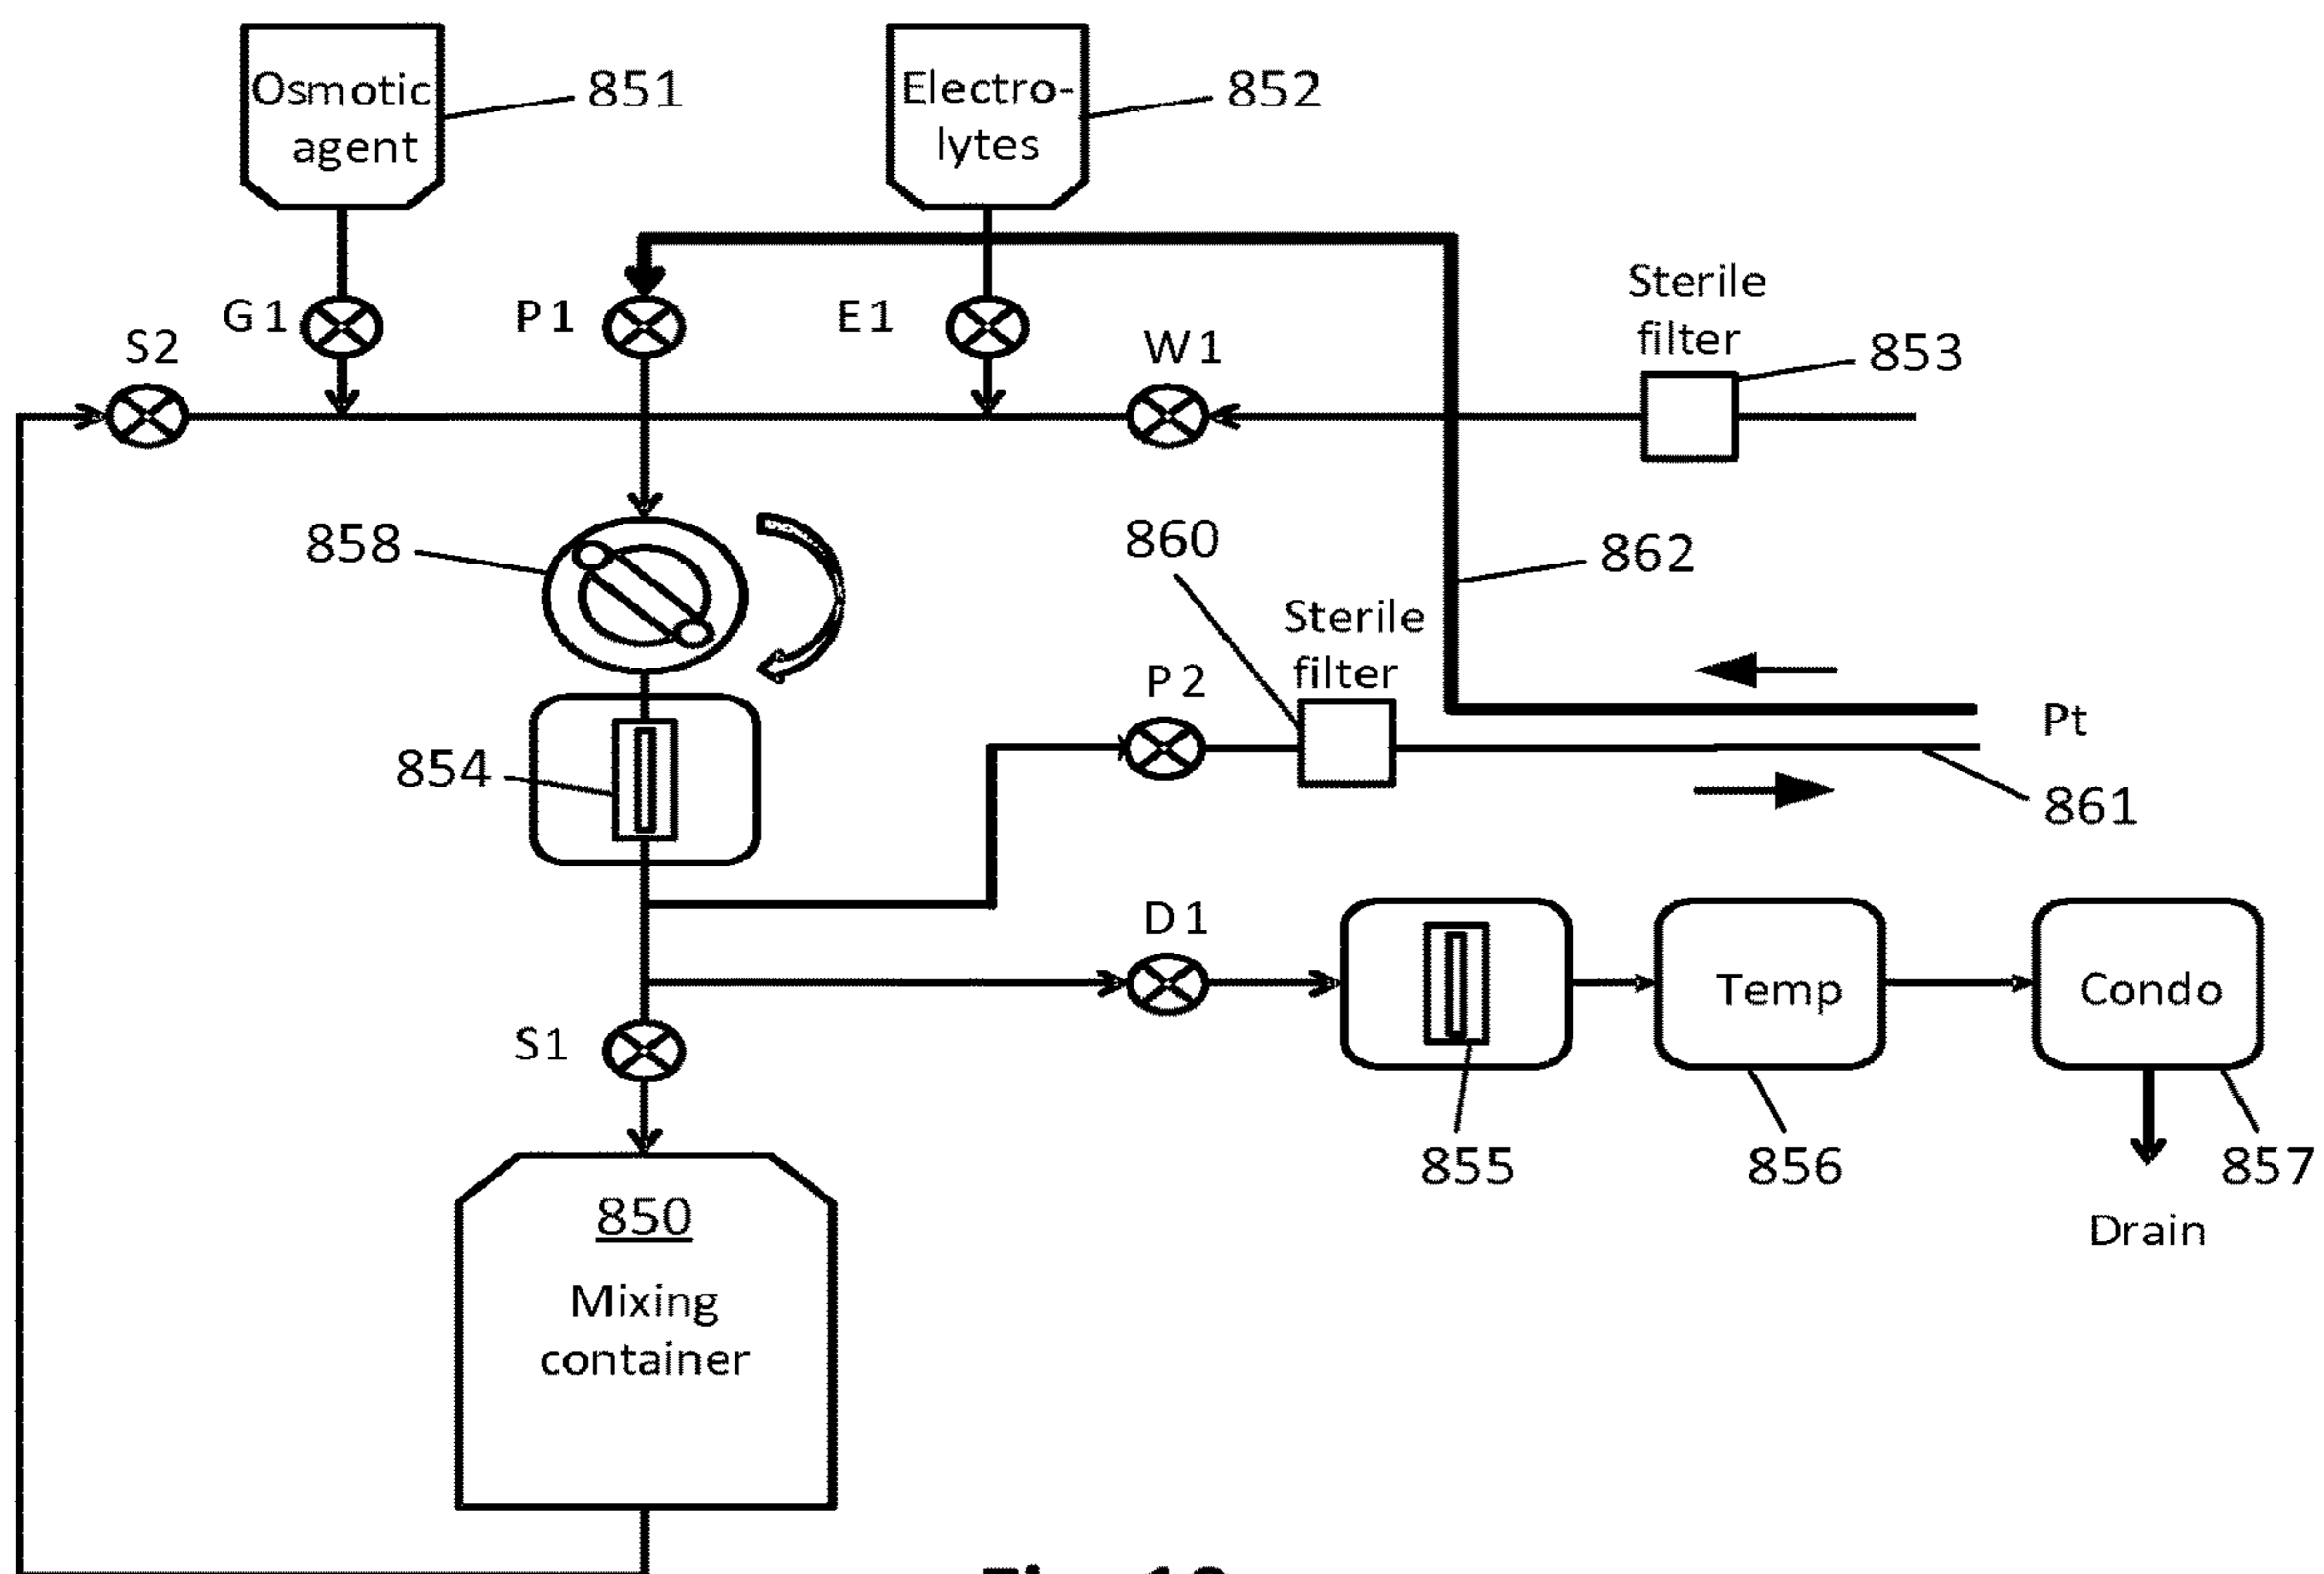 Osmotic
agent
851
Electro-
lytes
852
Sterile
filter
853
G1
P1
E1
W1
S2
858
860
862
Sterile
filter
P2
Pt
854
861
D1
Temp
Condo
S1
855
856
857
850
Drain
Mixing
container